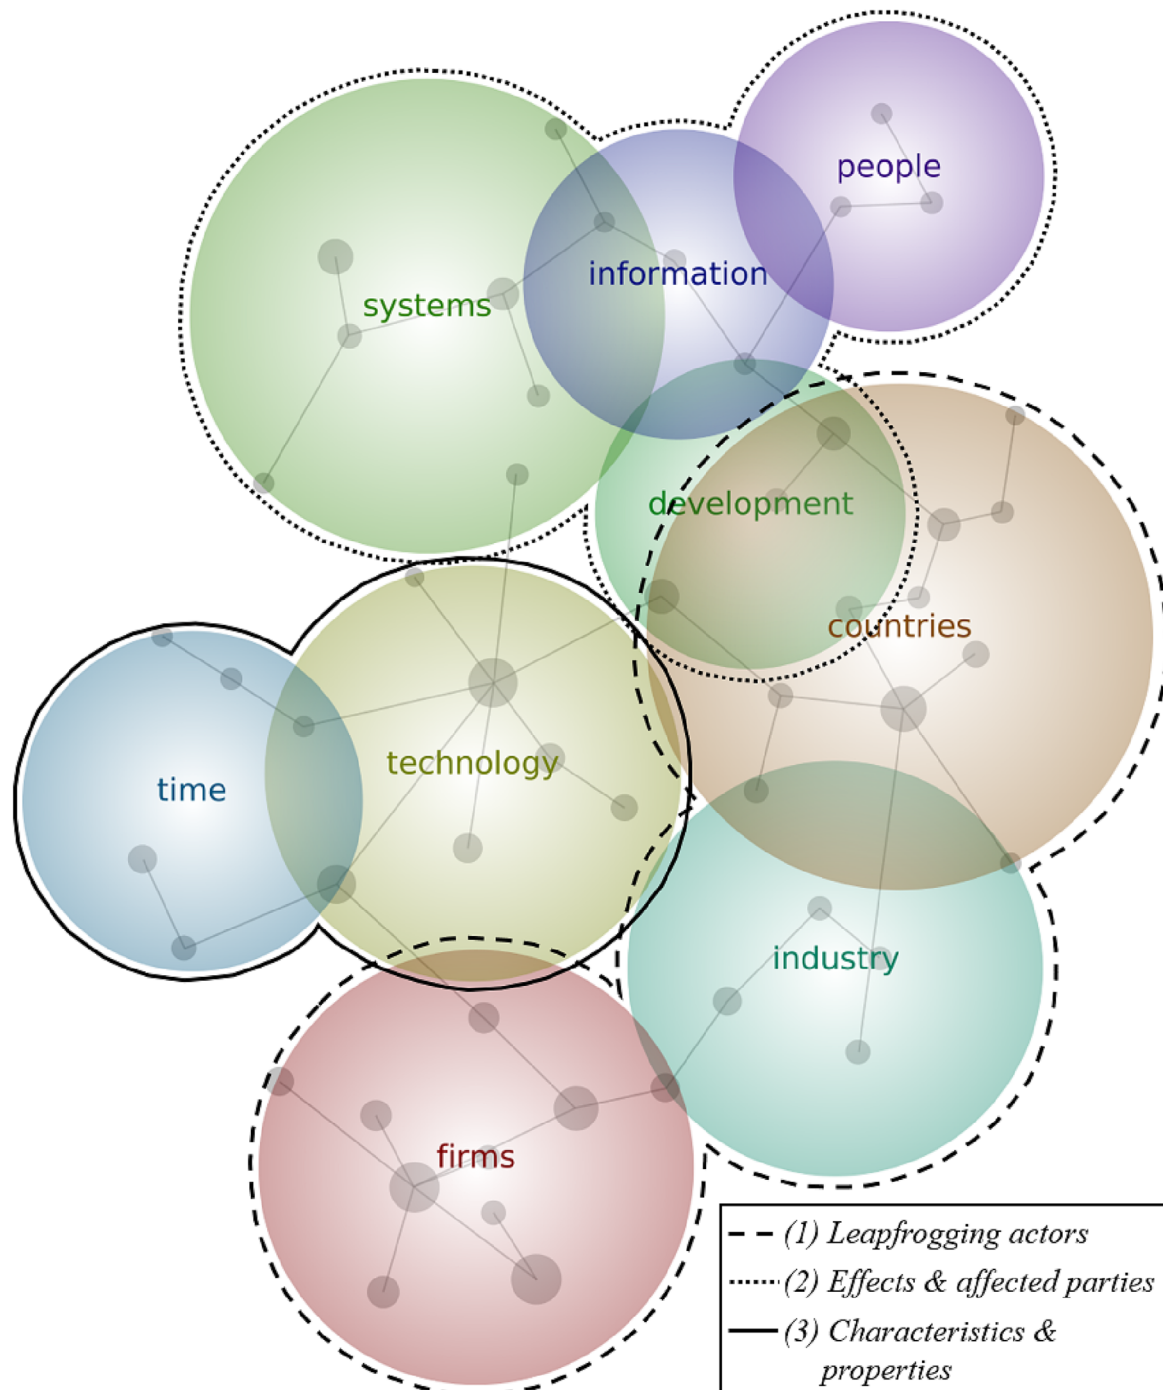 people
information
systems
development
countries
technology
time
industry
firms
(1) Leapfrogging actors
(2) Effects & affected parties
(3) Characteristics &
properties